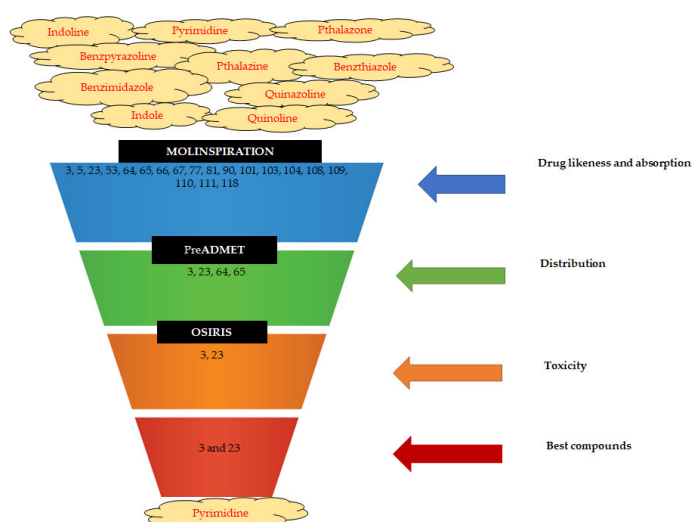 Indoline
Pyrimidine
Pthalazone
Benzpyrazoline
Pthalazine
Benzthiazole
Benzimidazole
Quinazoline
Indole
Quinoline
MOLINSPIRATION
3, 5, 23, 53, 64, 65, 66, 67, 77, 81, 90, 101, 103, 104, 108, 109,
110, 111, 118
Drug likeness and absorption
PreADMET
3, 23, 64, 65
Distribution
OSIRIS
3, 23
Toxicity
3 and 23
Best compounds
Pyrimidine